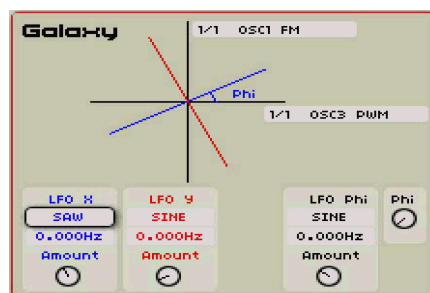 Galaxy
1/1 OSC1 FM
Phi
1/1 OSC3 PWM
LFO X
SAW
0.000Hz
Amount
LFO Y
SINE
0.000Hz
Amount
LFO Phi
SINE
0.000Hz
Amount
Phi